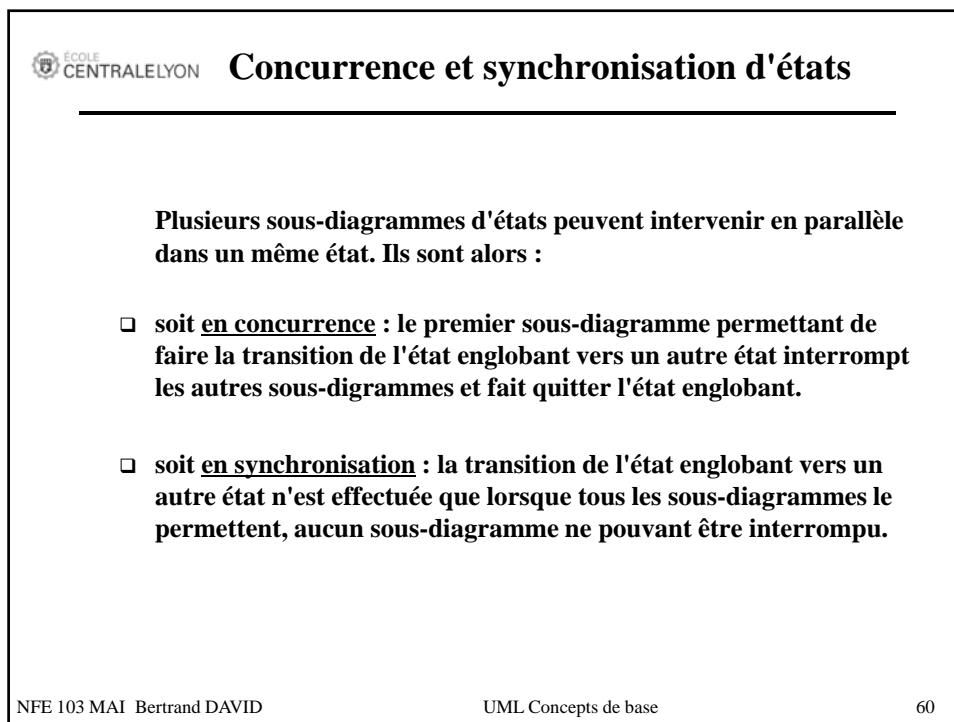 ÉCOLE
CENTRALELYON
Concurrence et synchronisation d'états
Plusieurs sous-diagrammes d'états peuvent intervenir en parallèle
dans un même état. Ils sont alors :
❑ soit en concurrence : le premier sous-diagramme permettant de
faire la transition de l'état englobant vers un autre état interrompt
les autres sous-digrammes et fait quitter l'état englobant.
❑ soit en synchronisation : la transition de l'état englobant vers un
autre état n'est effectuée que lorsque tous les sous-diagrammes le
permettent, aucun sous-diagramme ne pouvant être interrompu.
NFE 103 MAI Bertrand DAVID UML Concepts de base 60